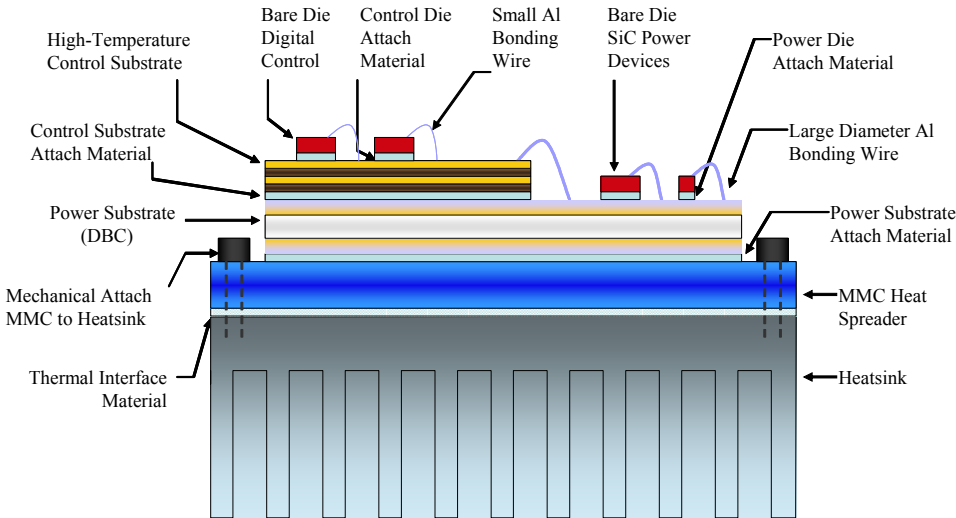 High-Temperature
Control Substrate
Bare Die
Digital
Control
Control Die
Attach
Material
Small Al
Bonding
Wire
Bare Die
SiC Power
Devices
Power Die
Attach Material
Control Substrate
Attach Material
Large Diameter Al
Bonding Wire
Power Substrate
(DBC)
Power Substrate
Attach Material
Mechanical Attach
MMC to Heatsink
MMC Heat
Spreader
Thermal Interface
Material
Heatsink